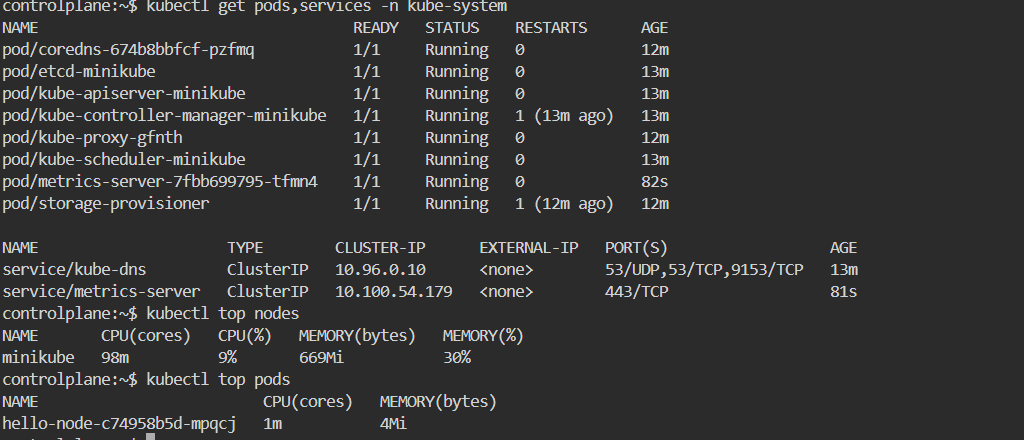 controlplane:~$ kubectl get pods,services -n kube-system
NAME READY STATUS RESTARTS AGE
pod/coredns-674b8bbfcf-pzfmq 1/1 Running 0 12m
pod/etcd-minikube 1/1 Running 0 13m
pod/kube-apiserver-minikube 1/1 Running 0 13m
pod/kube-controller-manager-minikube 1/1 Running 1 (13m ago) 13m
pod/kube-proxy-gfnth 1/1 Running 0 12m
pod/kube-scheduler-minikube 1/1 Running 0 13m
pod/metrics-server-7fbb699795-tfmn4 1/1 Running 0 82s
pod/storage-provisioner 1/1 Running 1 (12m ago) 12m
NAME TYPE CLUSTER-IP EXTERNAL-IP PORT(S) AGE
service/kube-dns ClusterIP 10.96.0.10 <none> 53/UDP,53/TCP,9153/TCP 13m
service/metrics-server ClusterIP 10.100.54.179 <none> 443/TCP 81s
controlplane:~$ kubectl top nodes
NAME CPU(cores) CPU(%) MEMORY(bytes) MEMORY(%)
minikube 98m 9% 669Mi 30%
controlplane:~$ kubectl top pods
NAME CPU(cores) MEMORY(bytes)
hello-node-c74958b5d-mpqcj 1m 4Mi